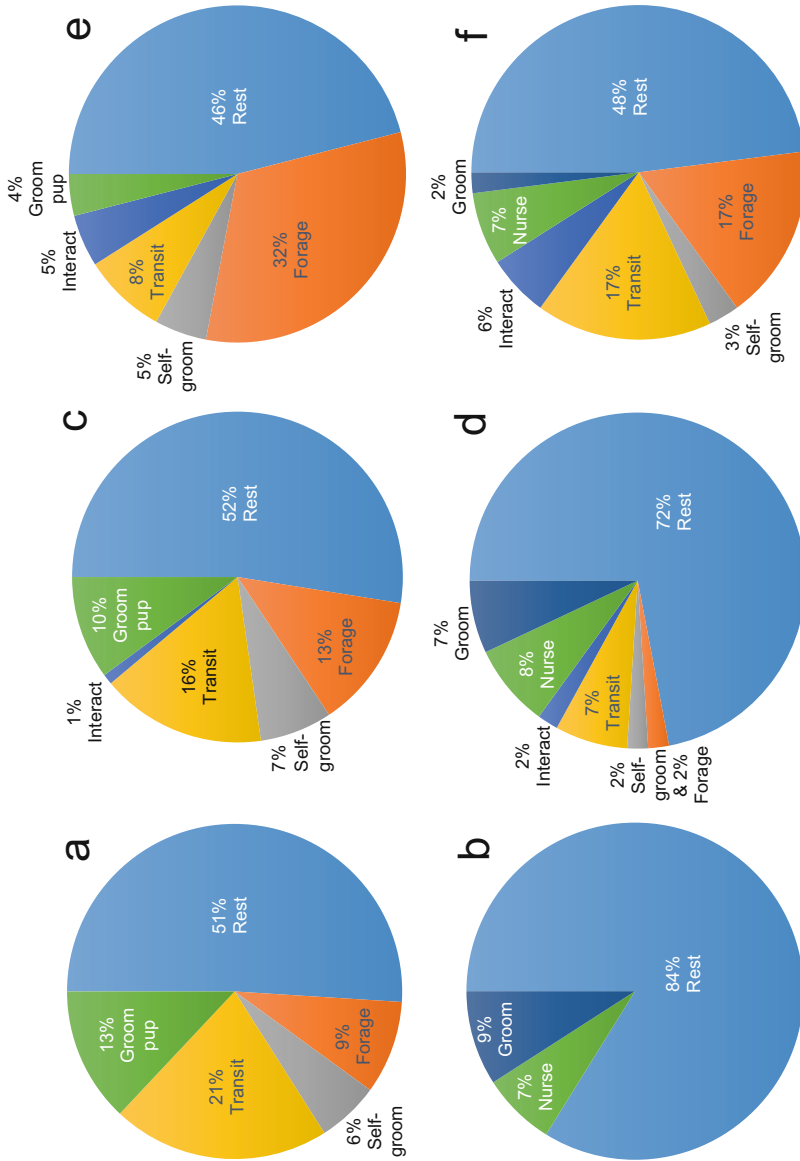 e
4%
Groom
pup
5%
Interact
8%
Transit
5%
Self-
groom
46%
Rest
32%
Forage
f
2%
Groom
7%
Nurse
6%
Interact
17%
Transit
3%
Self-
groom
48%
Rest
17%
Forage
c
10%
Groom
pup
1%
Interact
16%
Transit
7%
Self-
groom
52%
Rest
13%
Forage
d
7%
Groom
8%
Nurse
2%
Interact
7%
Transit
2%
Self-
groom
& 2%
Forage
72%
Rest
a
13%
Groom
pup
21%
Transit
6%
Self-
groom
51%
Rest
9%
Forage
b
9%
Groom
7%
Nurse
84%
Rest